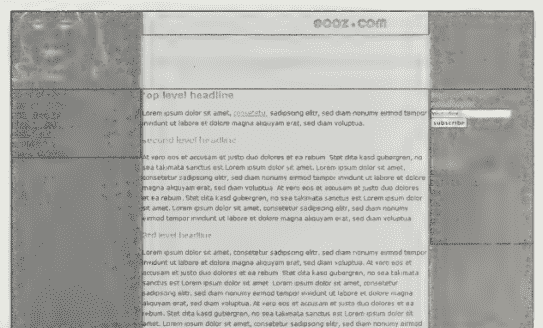 eooz.com
top level headline
Lorem ipsum dolor sit amet, consetetur sadipscing elitr, sed diam nonumy eirmod tempor
invidunt ut labore et dolore magna aliquyam erat, sed diam voluptua.
second level headline
At vero eos et accusam et justo duo dolores et ea rebum. Stet clita kasd gubergren, no
sea takimata sanctus est Lorem ipsum dolor sit amet. Lorem ipsum dolor sit amet,
consetetur sadipscing elitr, sed diam nonumy eirmod tempor invidunt ut labore et dolore
magna aliquyam erat, sed diam voluptua. At vero eos et accusam et justo duo dolores
et ea rebum. Stet clita kasd gubergren, no sea takimata sanctus est Lorem ipsum dolor
sit amet. Lorem ipsum dolor sit amet, consetetur sadipscing elitr, sed diam nonumy
eirmod tempor invidunt ut labore et dolore magna aliquyam erat, sed diam voluptua.
3rd level headline
Lorem ipsum dolor sit amet, consetetur sadipscing elitr, sed diam nonumy eirmod tempor
invidunt ut labore et dolore magna aliquyam erat, sed diam voluptua. At vero eos et
accusam et justo duo dolores et ea rebum. Stet clita kasd gubergren, no sea takimata
sanctus est Lorem ipsum dolor sit amet. Lorem ipsum dolor sit amet, consetetur
sadipscing elitr, sed diam nonumy eirmod tempor invidunt ut labore et dolore magna
aliquyam erat, sed diam voluptua. At vero eos et accusam et justo duo dolores et ea
rebum. Stet clita kasd gubergren, no sea takimata sanctus est Lorem ipsum dolor sit
amet. Lorem ipsum dolor sit amet, consetetur sadipscing elitr, sed diam nonumy eirmod
subscribe